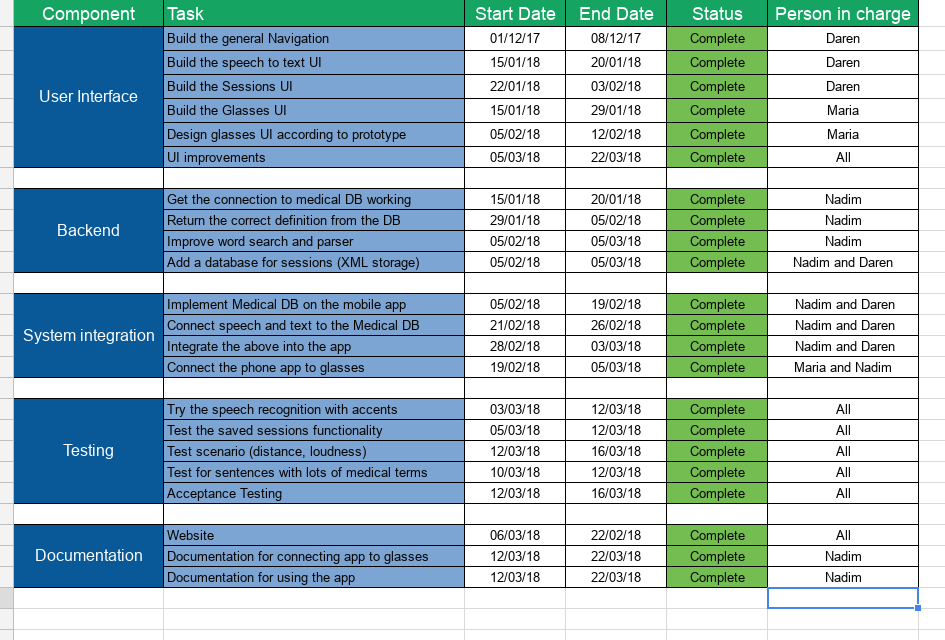 Component Task Start Date End Date Status Person in charge
User Interface
Build the general Navigation 01/12/17 08/12/17 Complete Daren
Build the speech to text UI 15/01/18 20/01/18 Complete Daren
Build the Sessions UI 22/01/18 03/02/18 Complete Daren
Build the Glasses UI 15/01/18 29/01/18 Complete Maria
Design glasses UI according to prototype 05/02/18 12/02/18 Complete Maria
UI improvements 05/03/18 22/03/18 Complete All
Backend
Get the connection to medical DB working 15/01/18 20/01/18 Complete Nadim
Return the correct definition from the DB 29/01/18 05/02/18 Complete Nadim
Improve word search and parser 05/02/18 05/03/18 Complete Nadim
Add a database for sessions (XML storage) 05/02/18 05/03/18 Complete Nadim and Daren
System integration
Implement Medical DB on the mobile app 05/02/18 19/02/18 Complete Nadim and Daren
Connect speech and text to the Medical DB 21/02/18 26/02/18 Complete Nadim and Daren
Integrate the above into the app 28/02/18 03/03/18 Complete Nadim and Daren
Connect the phone app to glasses 19/02/18 05/03/18 Complete Maria and Nadim
Testing
Try the speech recognition with accents 03/03/18 12/03/18 Complete All
Test the saved sessions functionality 05/03/18 12/03/18 Complete All
Test scenario (distance, loudness) 12/03/18 16/03/18 Complete All
Test for sentences with lots of medical terms 10/03/18 12/03/18 Complete All
Acceptance Testing 12/03/18 16/03/18 Complete All
Documentation
Website 06/03/18 22/02/18 Complete All
Documentation for connecting app to glasses 12/03/18 22/03/18 Complete Nadim
Documentation for using the app 12/03/18 22/03/18 Complete Nadim